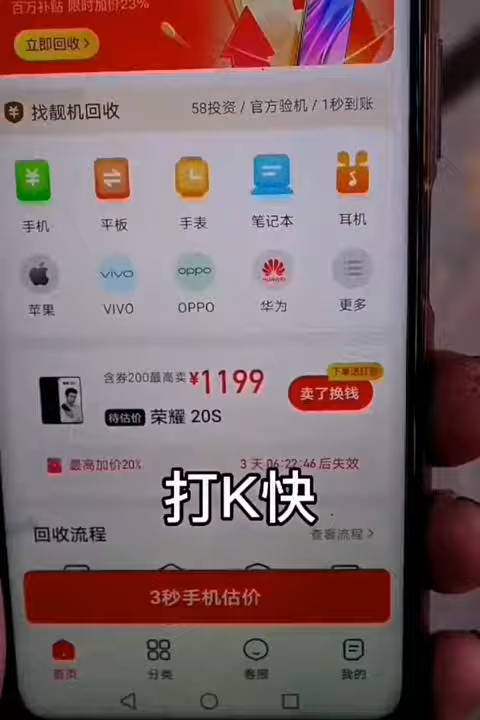 百万补贴 限时加价23%
立即回收 >
找靓机回收
58投资 / 官方验机 / 1秒到账
手机 平板 手表 笔记本 耳机
vivo oppo HUAWEI
苹果 VIVO OPPO 华为 更多
下单送红包
含券200最高卖 ¥1199
卖了换钱
待估价 荣耀 20S
最高加价20%
3 天 06:22:46 后失效
打K快
回收流程
查看流程 >
3秒手机估价
首页 分类 客服 我的